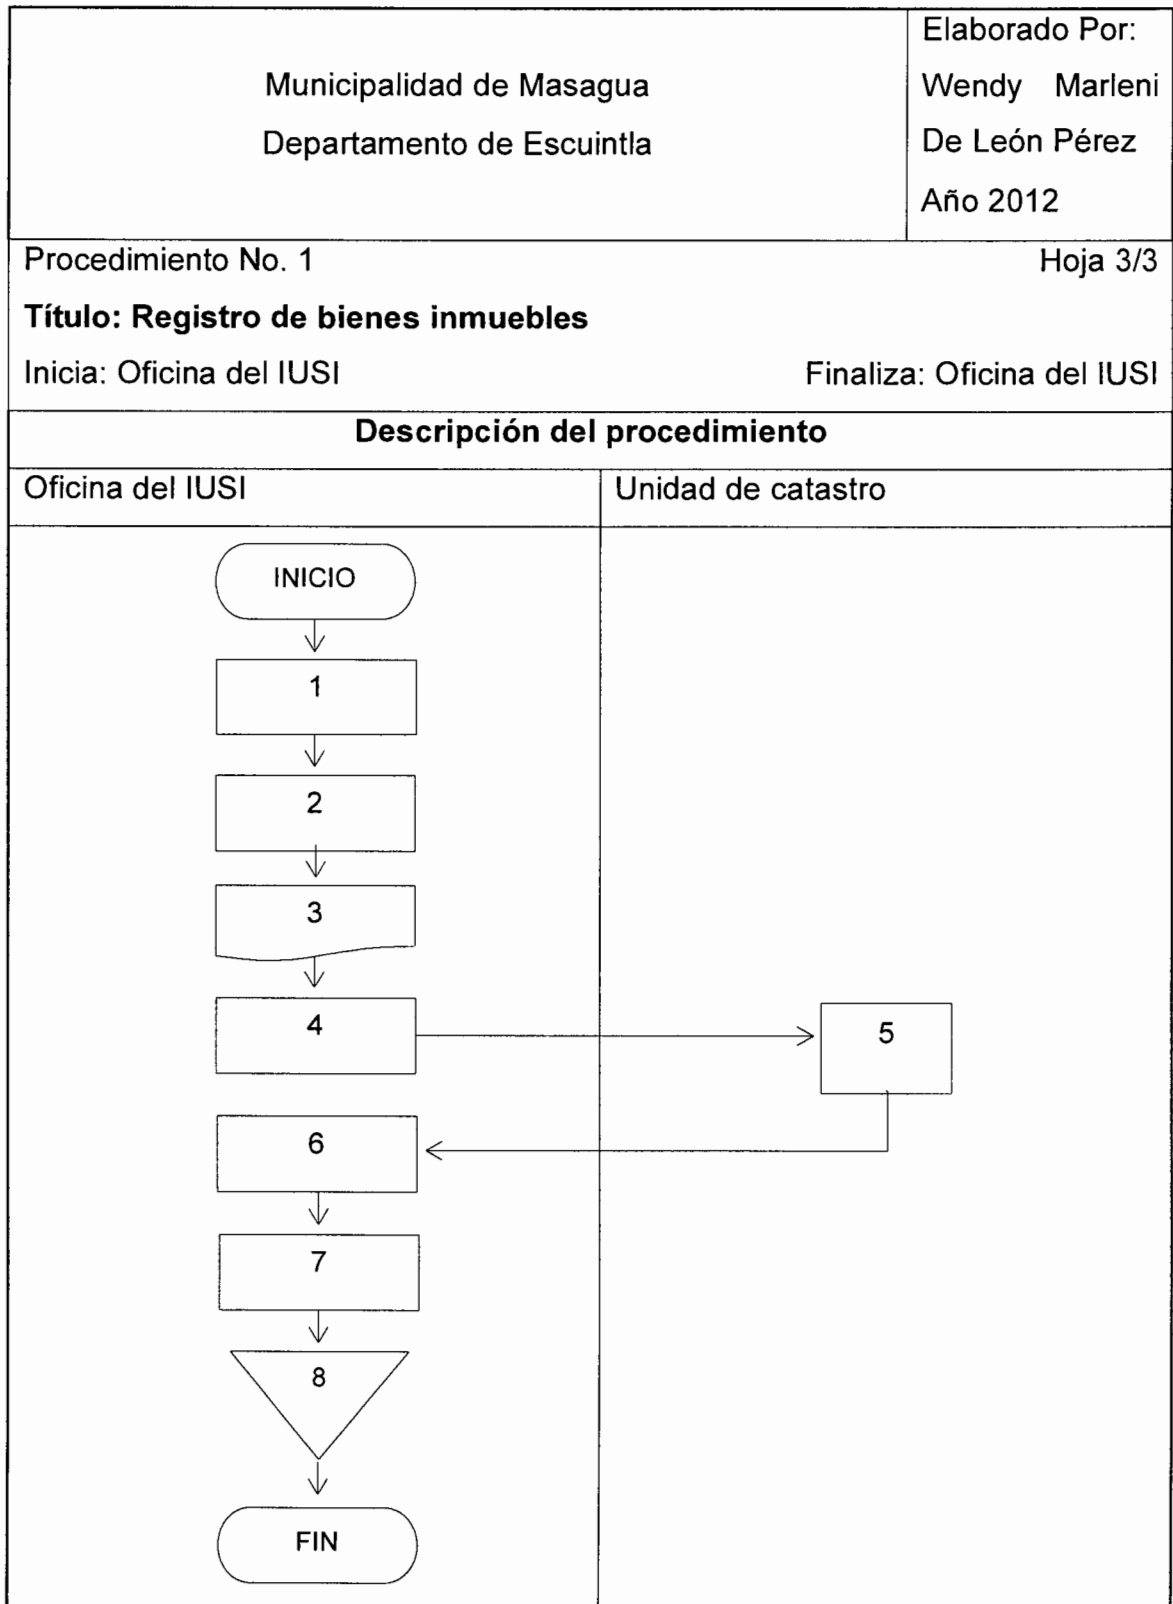 Municipalidad de Masagua
Departamento de Escuintla
Elaborado Por:
Wendy Marleni
De León Pérez
Año 2012
Procedimiento No. 1
Hoja 3/3
Título: Registro de bienes inmuebles
Inicia: Oficina del IUSI
Finaliza: Oficina del IUSI
Descripción del procedimiento
Oficina del IUSI
Unidad de catastro
INICIO
1
2
3
4
5
6
7
8
FIN